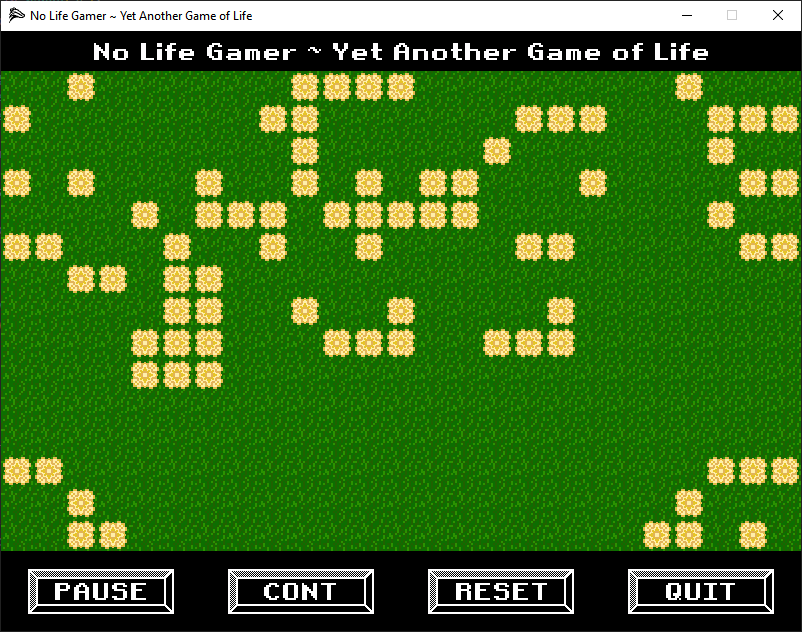 No Life Gamer ~ Yet Another Game of Life
No Life Gamer ~ Yet Another Game of Life
PAUSE CONT RESET QUIT